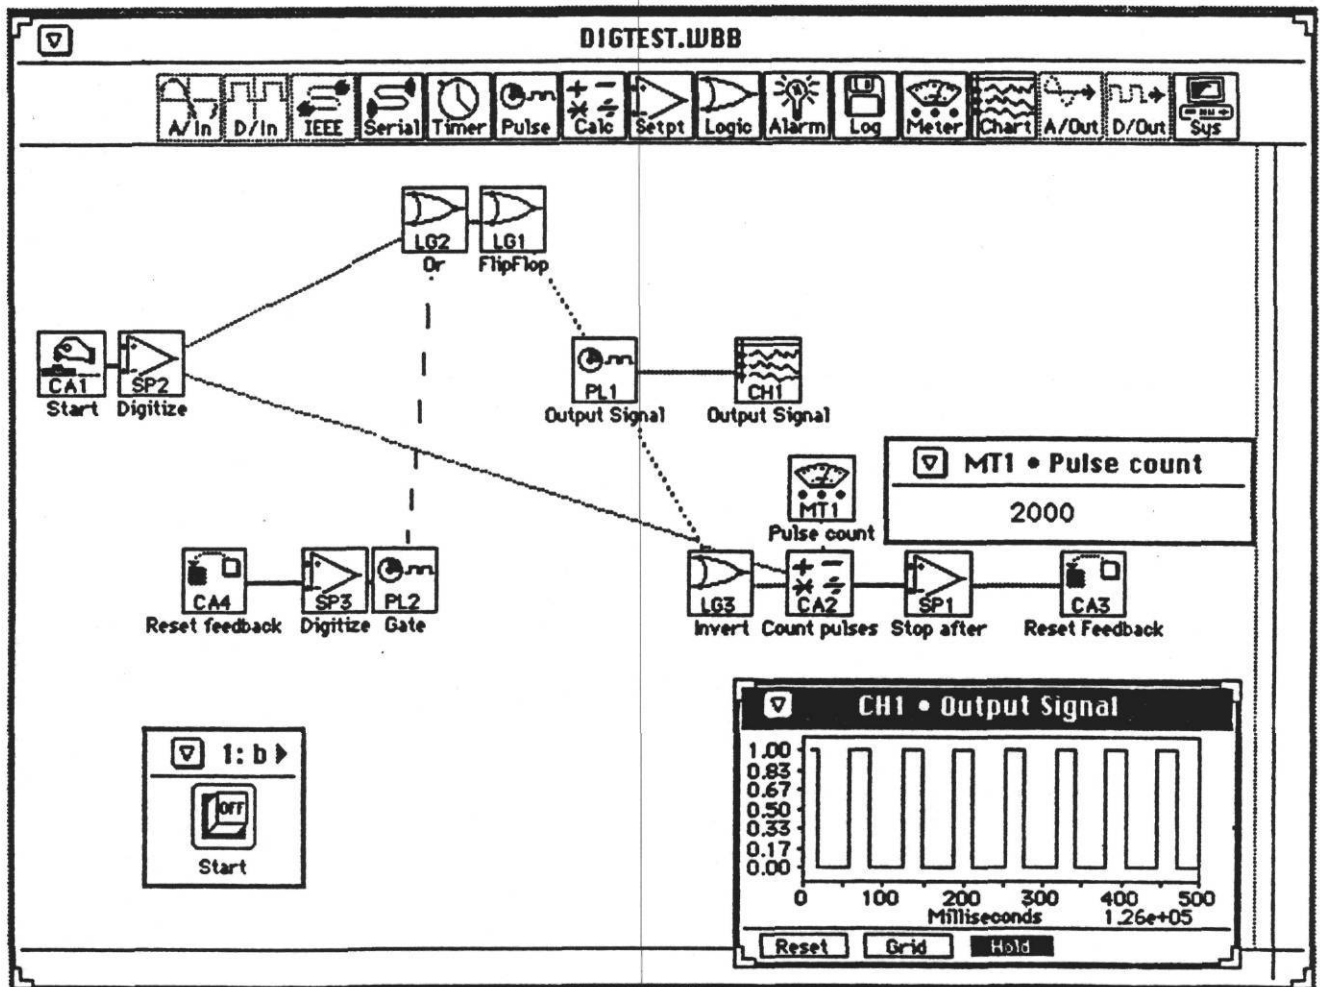 DIGTEST.WBB
A/In D/In IEEE Serial Timer Pulse Calc Setpt Logic Alarm Log Meter Chart A/Out D/Out Sys
LG2 LG1
Or FlipFlop
CA1 SP2
Start Digitize
PL1 CH1
Output Signal Output Signal
MT1 • Pulse count
2000
MT1
Pulse count
CA4 SP3 PL2 LG3 CA2 SP1 CA3
Reset feedback Digitize Gate Invert Count pulses Stop after Reset Feedback
1: b
OFF
Start
CH1 • Output Signal
1.00
0.83
0.67
0.50
0.33
0.17
0.00
0 100 200 300 400 500
Milliseconds 1.26e+05
Reset Grid Hold